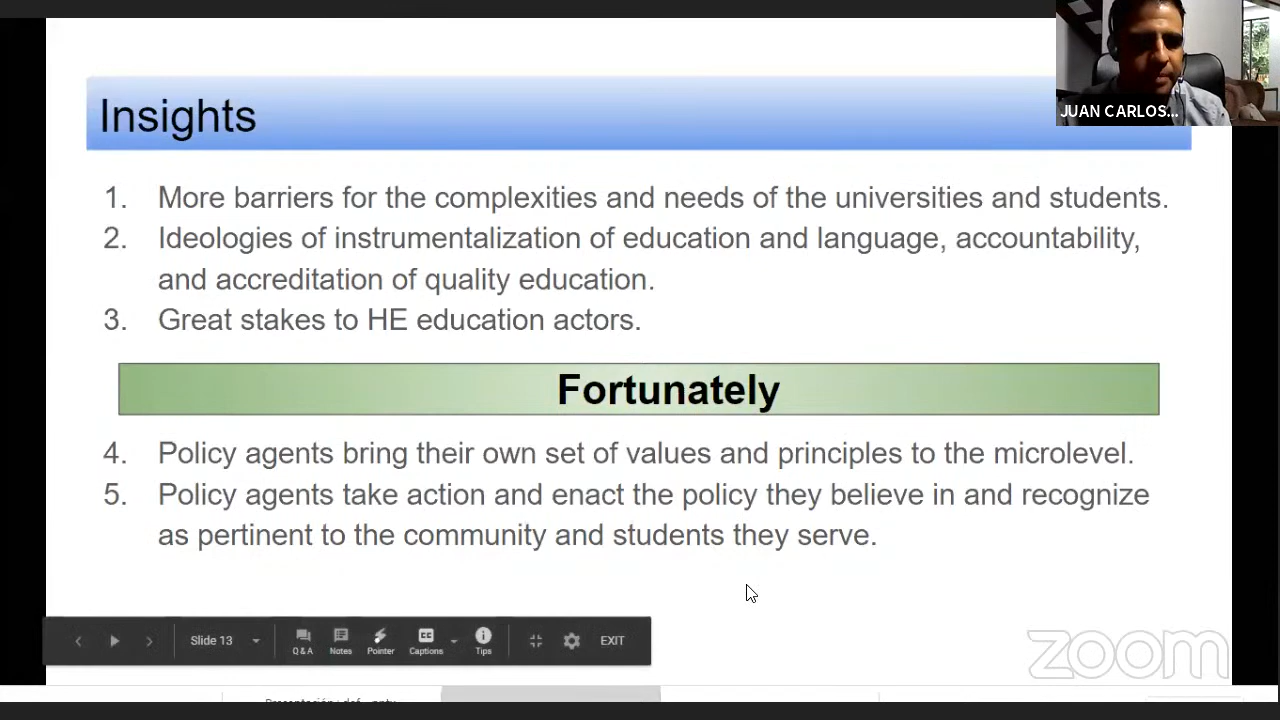 Insights
JUAN CARLOS...
1. More barriers for the complexities and needs of the universities and students.
2. Ideologies of instrumentalization of education and language, accountability,
and accreditation of quality education.
3. Great stakes to HE education actors.
Fortunately
4. Policy agents bring their own set of values and principles to the microlevel.
5. Policy agents take action and enact the policy they believe in and recognize
as pertinent to the community and students they serve.
Slide 13
Q & A
Notes
Pointer
CC
Captions
Tips
EXIT
zoom